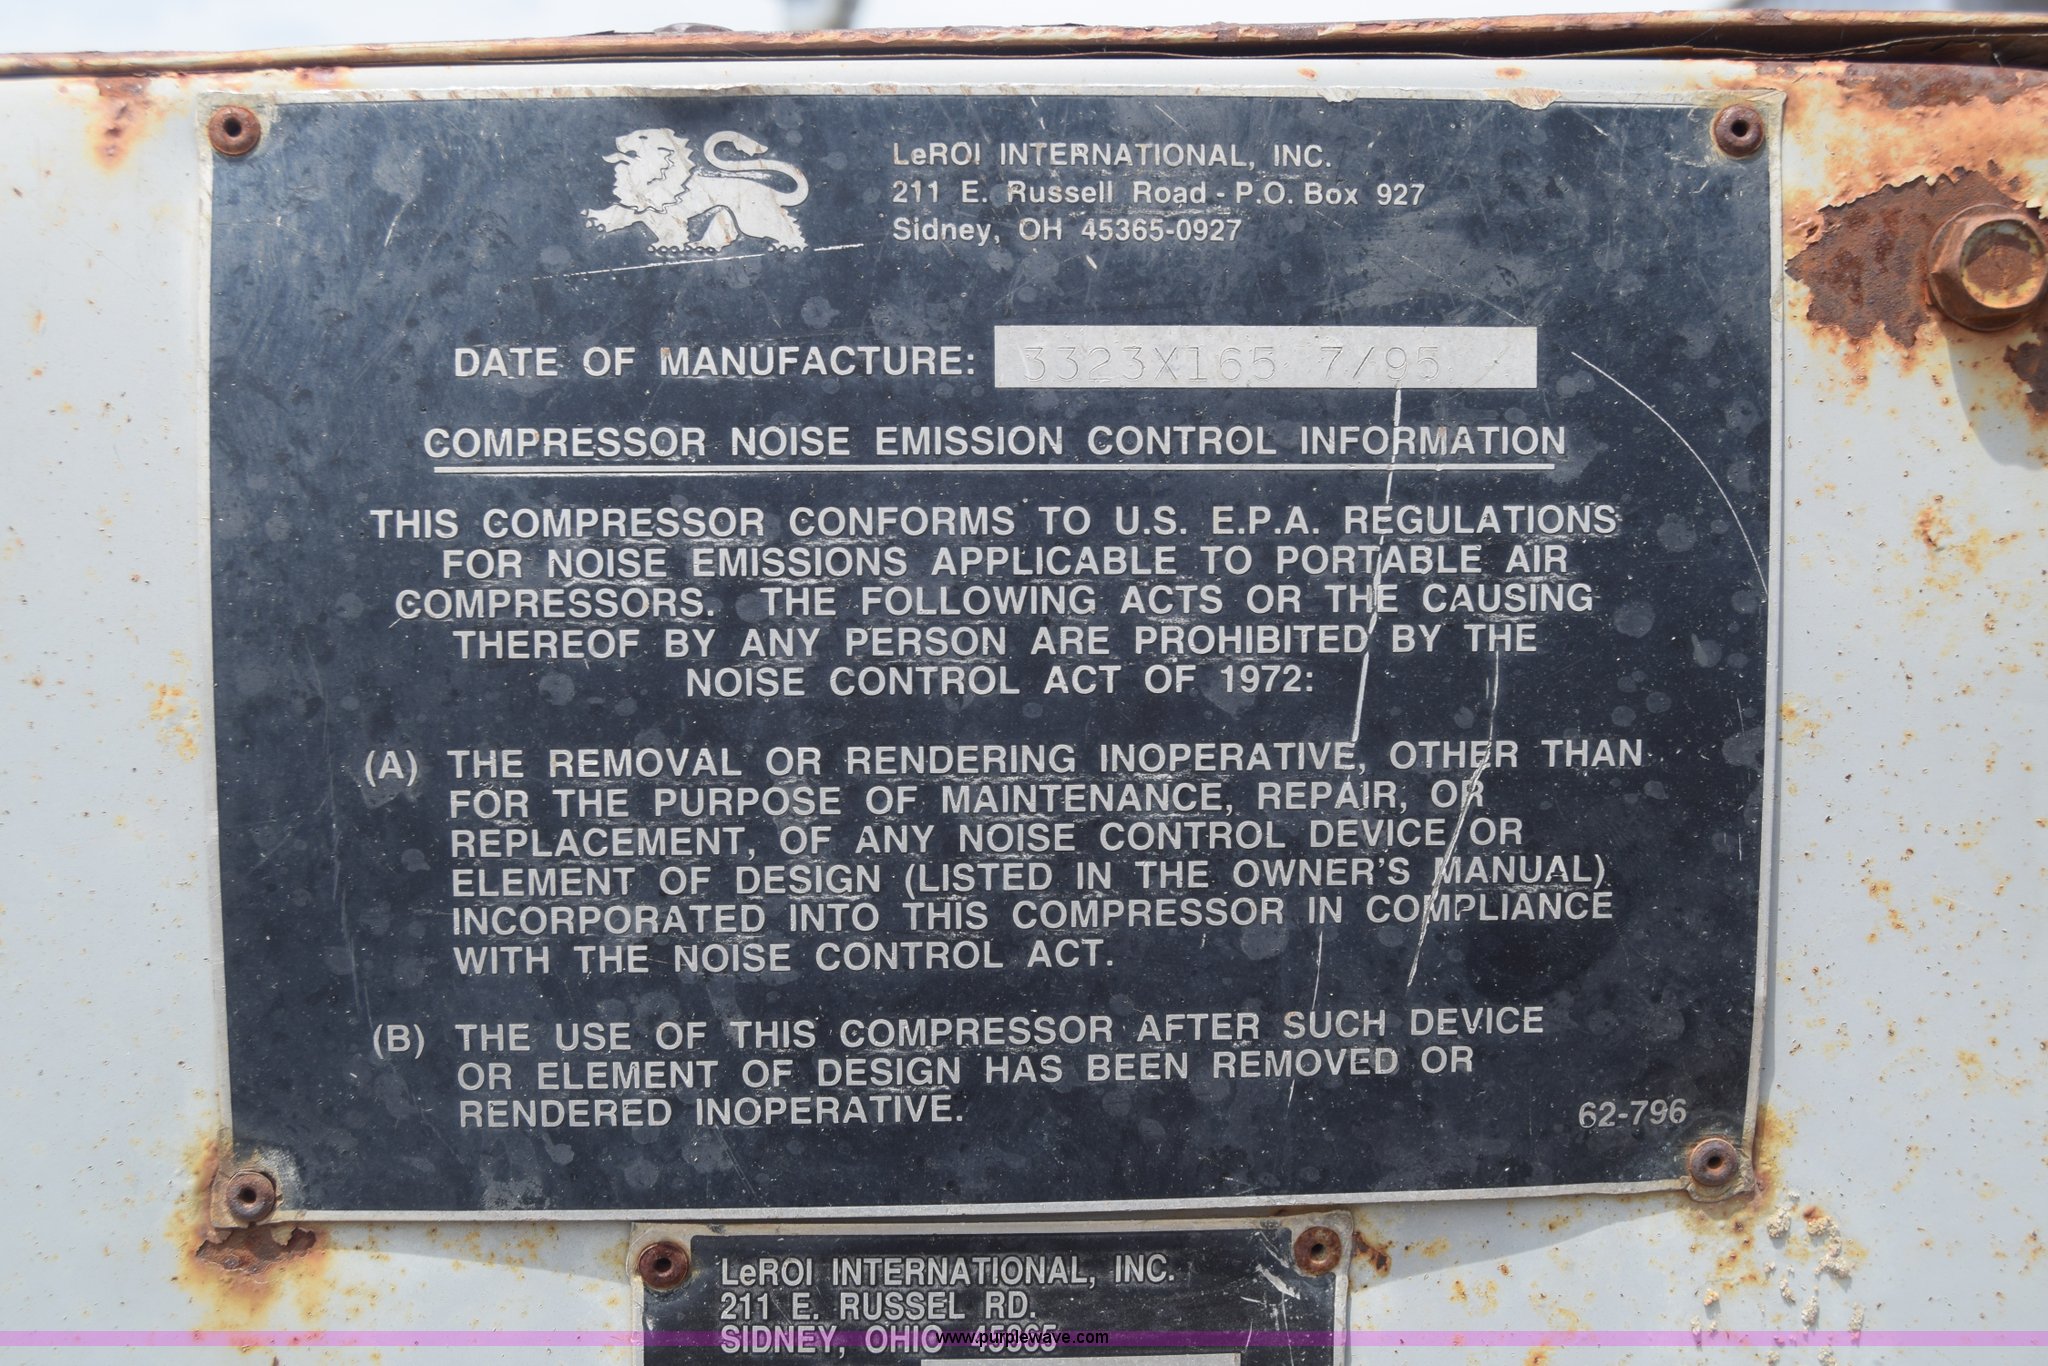 LeROI INTERNATIONAL, INC.
211 E. Russell Road - P.O. Box 927
Sidney, OH 45365-0927
DATE OF MANUFACTURE: 3323X165 7/95
COMPRESSOR NOISE EMISSION CONTROL INFORMATION
THIS COMPRESSOR CONFORMS TO U.S. E.P.A. REGULATIONS
FOR NOISE EMISSIONS APPLICABLE TO PORTABLE AIR
COMPRESSORS. THE FOLLOWING ACTS OR THE CAUSING
THEREOF BY ANY PERSON ARE PROHIBITED BY THE
NOISE CONTROL ACT OF 1972:
(A) THE REMOVAL OR RENDERING INOPERATIVE, OTHER THAN
FOR THE PURPOSE OF MAINTENANCE, REPAIR, OR
REPLACEMENT, OF ANY NOISE CONTROL DEVICE OR
ELEMENT OF DESIGN (LISTED IN THE OWNER'S MANUAL)
INCORPORATED INTO THIS COMPRESSOR IN COMPLIANCE
WITH THE NOISE CONTROL ACT.
(B) THE USE OF THIS COMPRESSOR AFTER SUCH DEVICE
OR ELEMENT OF DESIGN HAS BEEN REMOVED OR
RENDERED INOPERATIVE.
62-796
LeROI INTERNATIONAL, INC.
211 E. RUSSEL RD.
SIDNEY, OHIO 45365
www.purplewave.com